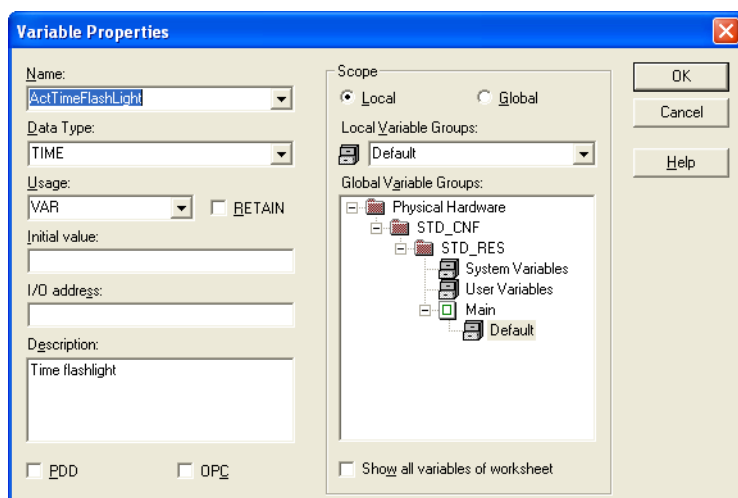 Variable Properties
Name:
ActTimeFlashLight
Data Type:
TIME
Usage:
VAR
RETAIN
Initial value:
I/O address:
Description:
Time flashlight
PDD
OPC
Scope
Local
Global
Local Variable Groups:
Default
Global Variable Groups:
Physical Hardware
STD_CNF
STD_RES
System Variables
User Variables
Main
Default
Show all variables of worksheet
OK
Cancel
Help